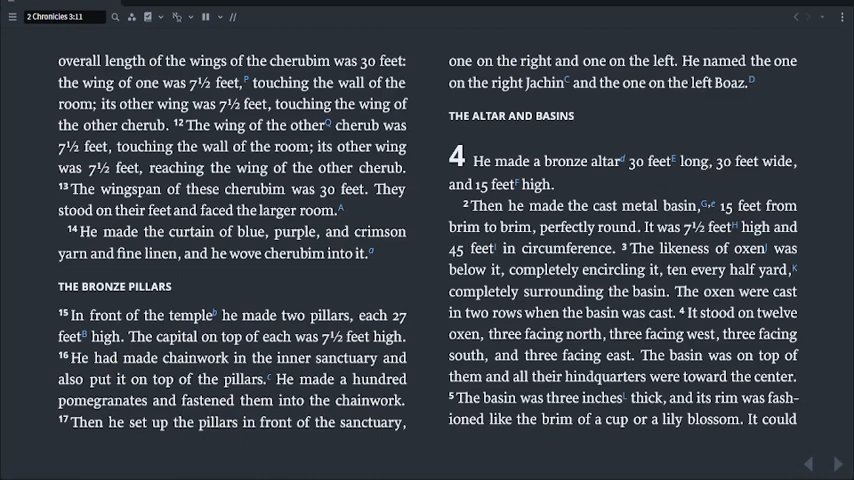 2 Chronicles 3:11
overall length of the wings of the cherubim was 30 feet:
the wing of one was 7½ feet,P touching the wall of the
room; its other wing was 7½ feet, touching the wing of
the other cherub. 12 The wing of the otherQ cherub was
7½ feet, touching the wall of the room; its other wing
was 7½ feet, reaching the wing of the other cherub.
13 The wingspan of these cherubim was 30 feet. They
stood on their feet and faced the larger room.A
14 He made the curtain of blue, purple, and crimson
yarn and fine linen, and he wove cherubim into it.a
THE BRONZE PILLARS
15 In front of the templeb he made two pillars, each 27
feetB high. The capital on top of each was 7½ feet high.
16 He had made chainwork in the inner sanctuary and
also put it on top of the pillars.c He made a hundred
pomegranates and fastened them into the chainwork.
17 Then he set up the pillars in front of the sanctuary,
one on the right and one on the left. He named the one
on the right JachinC and the one on the left Boaz.D
THE ALTAR AND BASINS
4 He made a bronze altard 30 feetE long, 30 feet wide,
and 15 feetF high.
2 Then he made the cast metal basin,G,e 15 feet from
brim to brim, perfectly round. It was 7½ feetH high and
45 feetI in circumference. 3 The likeness of oxenJ was
below it, completely encircling it, ten every half yard,K
completely surrounding the basin. The oxen were cast
in two rows when the basin was cast. 4 It stood on twelve
oxen, three facing north, three facing west, three facing
south, and three facing east. The basin was on top of
them and all their hindquarters were toward the center.
5 The basin was three inchesL thick, and its rim was fash-
ioned like the brim of a cup or a lily blossom. It could